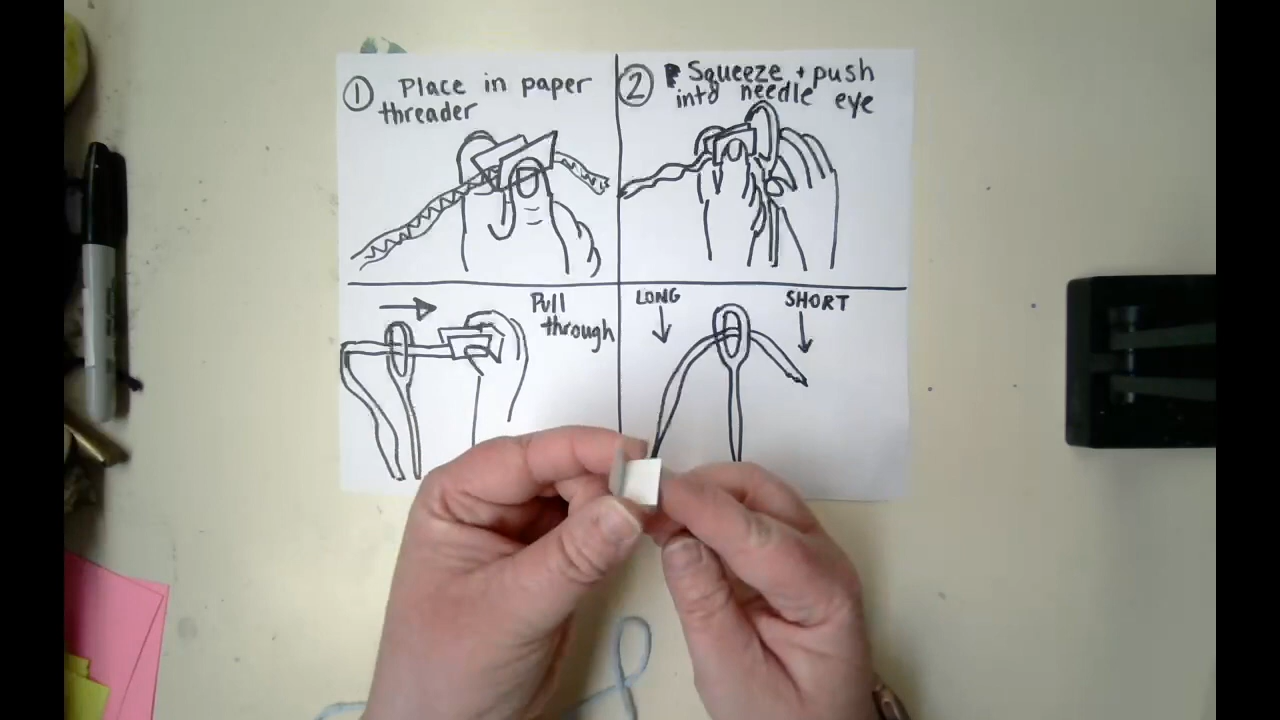 ① Place in paper
threader
② Squeeze + push
into needle eye
Pull
through
LONG
SHORT